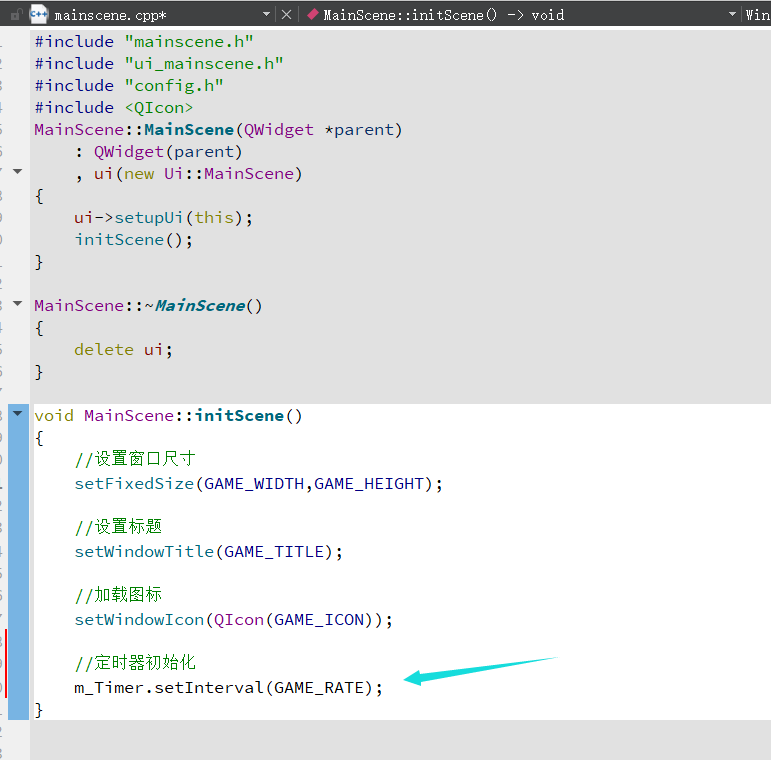 mainscene.cpp* MainScene::initScene() -> void Win
#include "mainscene.h"
#include "ui_mainscene.h"
#include "config.h"
#include <QIcon>
MainScene::MainScene(QWidget *parent)
    : QWidget(parent)
    , ui(new Ui::MainScene)
{
    ui->setupUi(this);
    initScene();
}
MainScene::~MainScene()
{
    delete ui;
}
void MainScene::initScene()
{
    //设置窗口尺寸
    setFixedSize(GAME_WIDTH,GAME_HEIGHT);
    //设置标题
    setWindowTitle(GAME_TITLE);
    //加载图标
    setWindowIcon(QIcon(GAME_ICON));
    //定时器初始化
    m_Timer.setInterval(GAME_RATE);
}